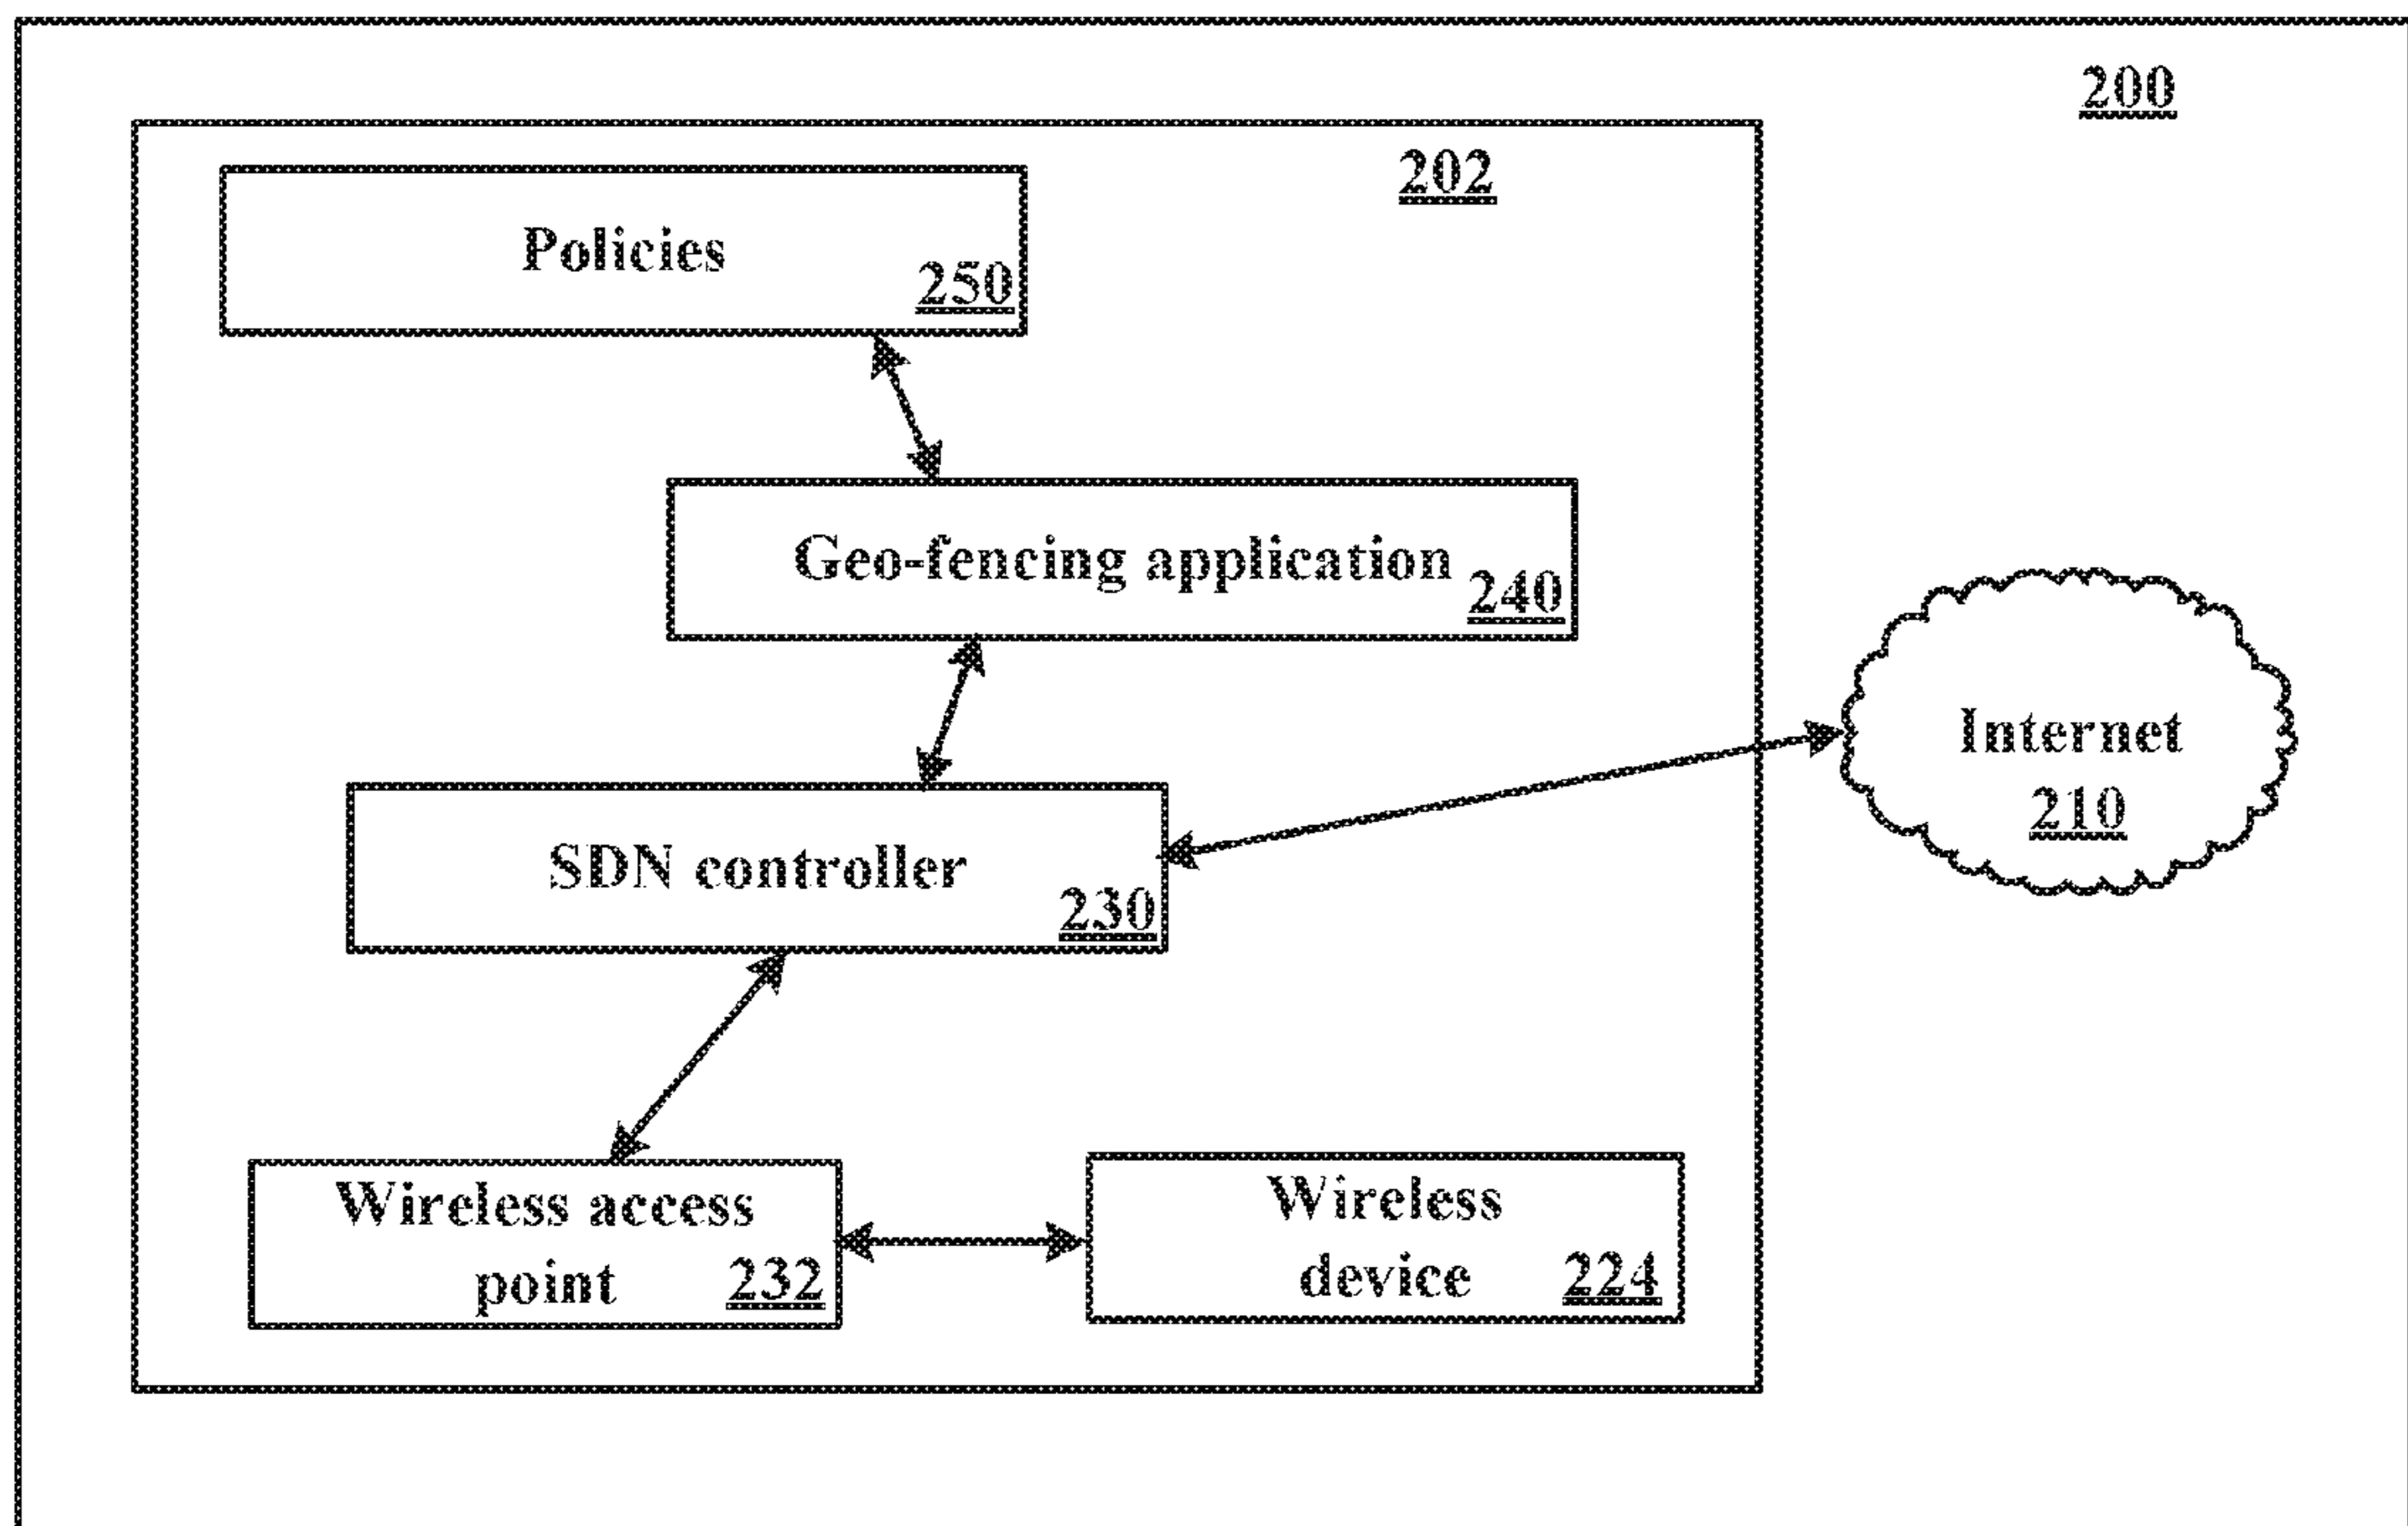 200
202
Policies
250
Geo-fencing application
240
Internet
210
SDN controller
230
Wireless access
point 232
Wireless
device 224